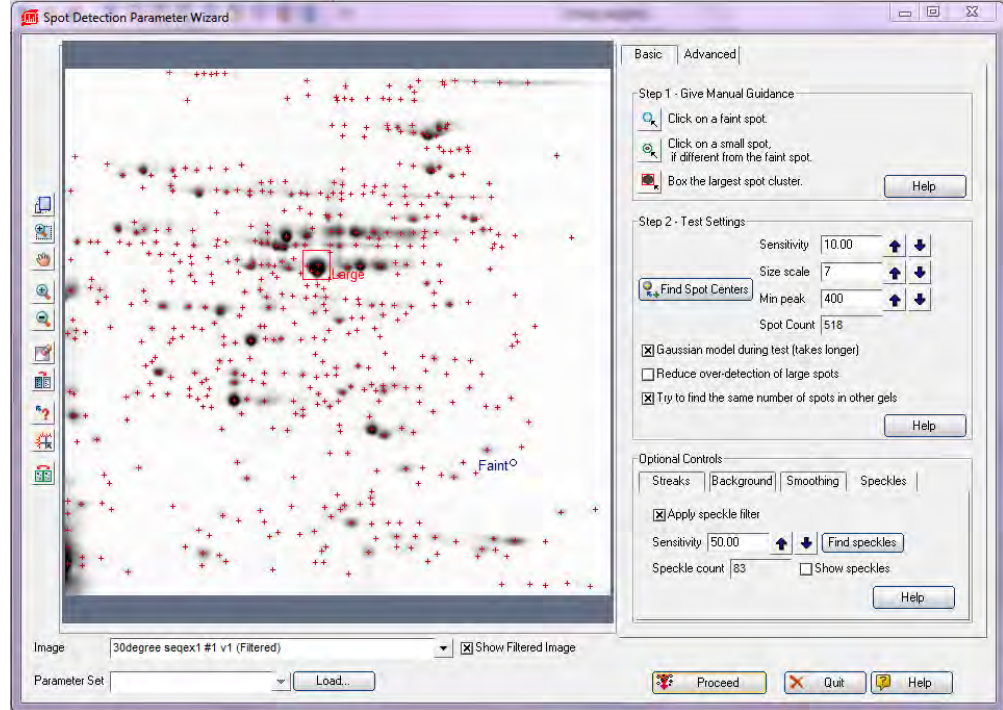 Spot Detection Parameter Wizard
Basic
Advanced
Step 1 - Give Manual Guidance
Click on a faint spot.
Click on a small spot,
if different from the faint spot.
Box the largest spot cluster.
Help
Step 2 - Test Settings
Sensitivity 10.00
Size scale 7
Find Spot Centers
Min peak 400
Spot Count 518
Gaussian model during test (takes longer)
Reduce over-detection of large spots
Try to find the same number of spots in other gels
Help
Large
Faint
Optional Controls
Streaks
Background
Smoothing
Speckles
Apply speckle filter
Sensitivity 50.00
Find speckles
Speckle count 83
Show speckles
Help
Image 30degree seqex1 #1 v1 (Filtered)
Show Filtered Image
Parameter Set
Load...
Proceed
Quit
Help